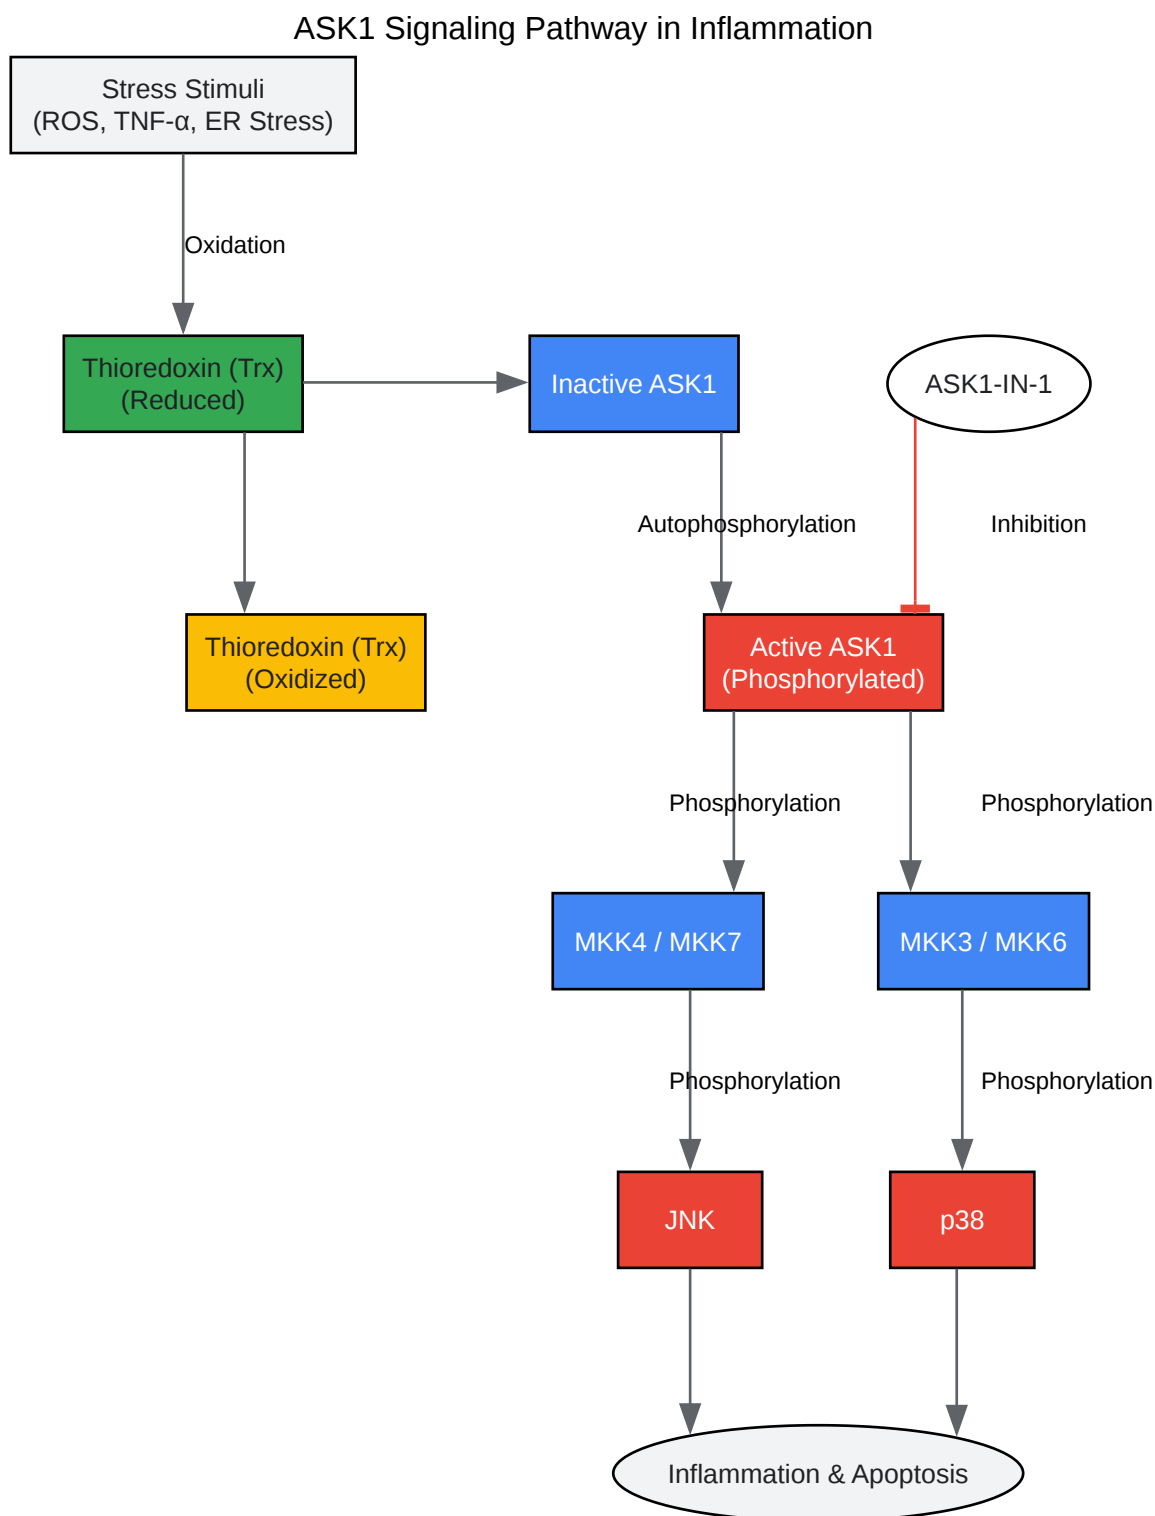 ASK1 Signaling Pathway in Inflammation
Stress Stimuli
(ROS, TNF-α, ER Stress)
Oxidation
Thioredoxin (Trx)
(Reduced)
Inactive ASK1
ASK1-IN-1
Autophosphorylation
Inhibition
Thioredoxin (Trx)
(Oxidized)
Active ASK1
(Phosphorylated)
Phosphorylation
Phosphorylation
MKK4 / MKK7
MKK3 / MKK6
Phosphorylation
Phosphorylation
JNK
p38
Inflammation & Apoptosis